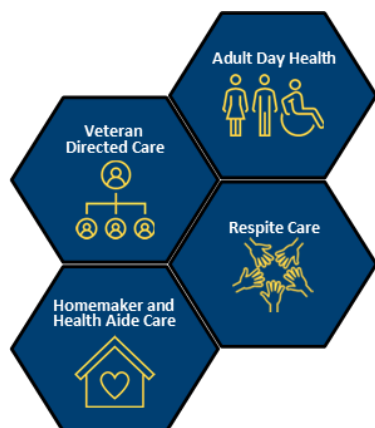 Adult Day Health
Veteran
Directed Care
Respite Care
Homemaker and
Health Aide Care